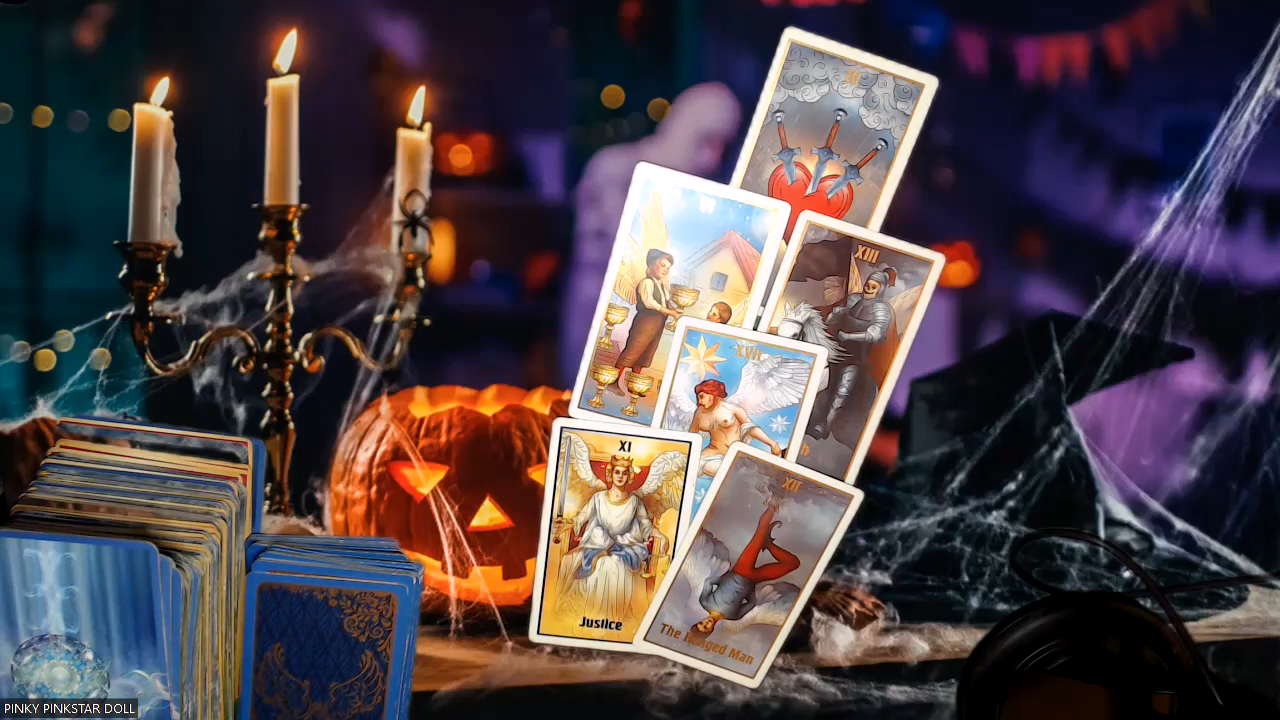 XIII
XVII
XI
XII
Justice
The Hanged Man
PINKY PINKSTAR DOLL